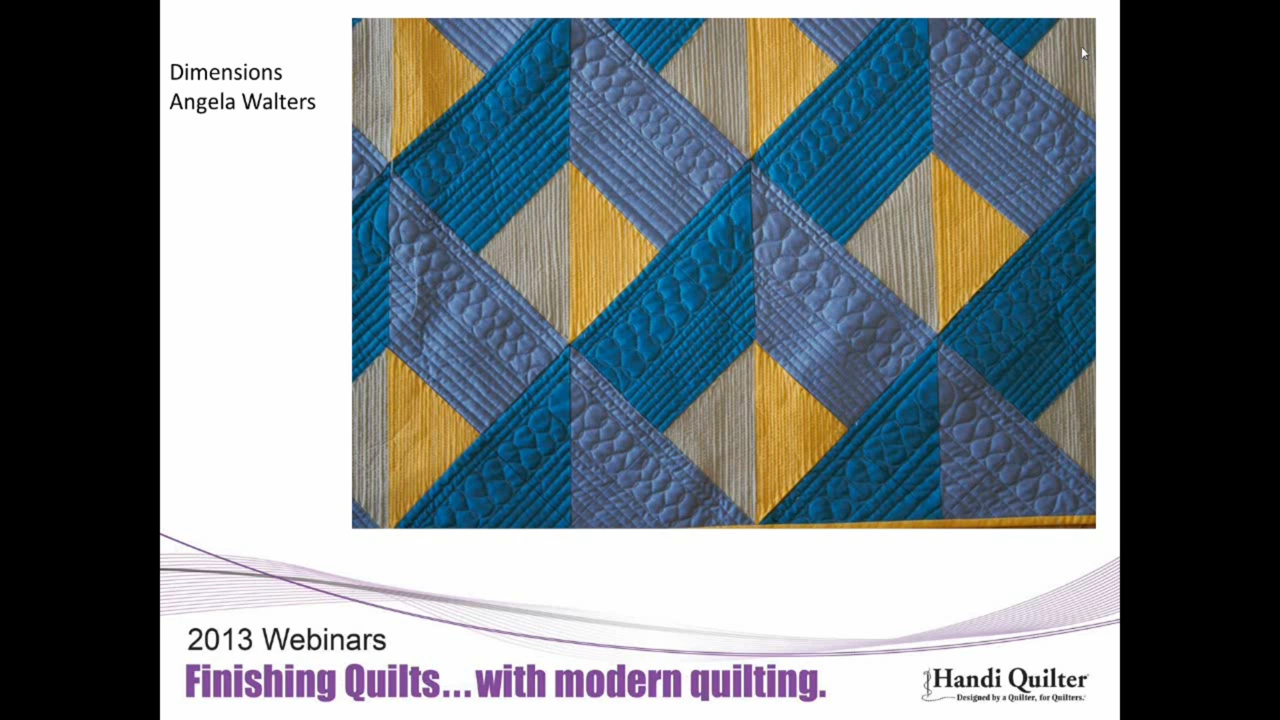 Dimensions
Angela Walters
2013 Webinars
Finishing Quilts...with modern quilting.
Handi Quilter
Designed by a Quilter, for Quilters.